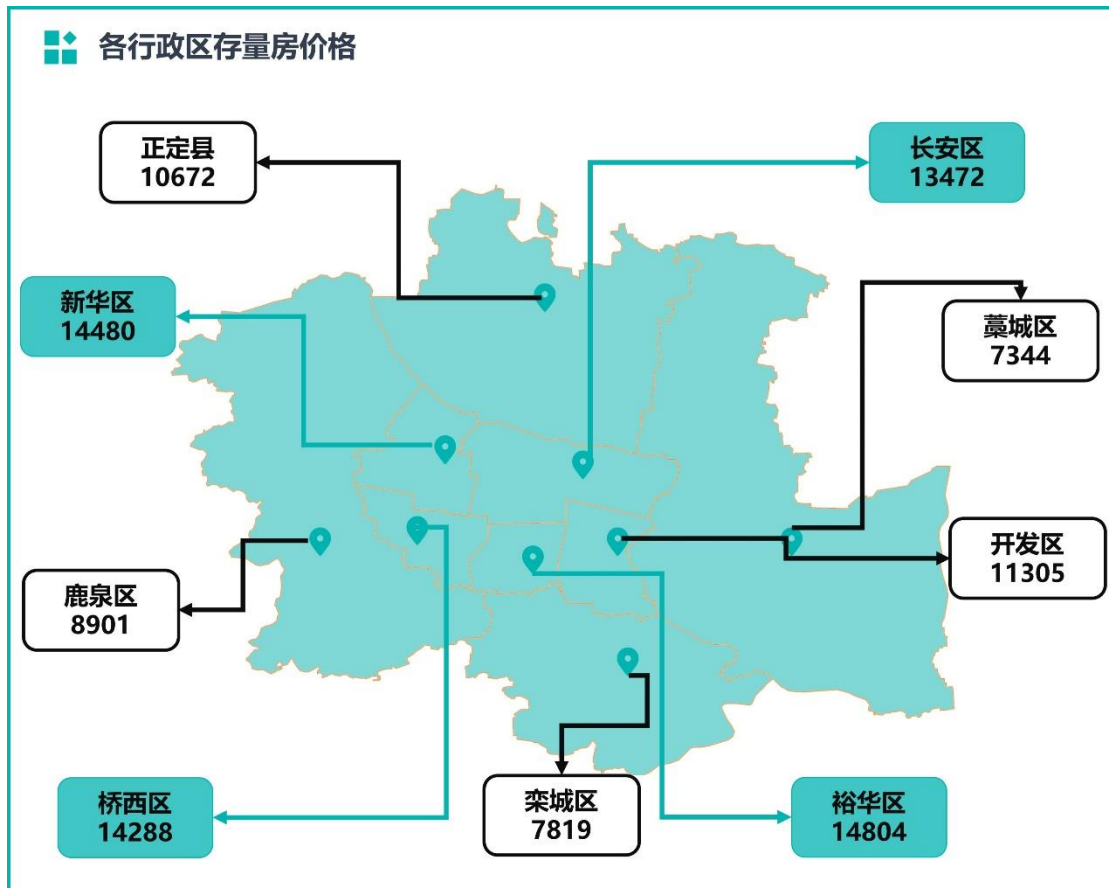 各行政区存量房价格
正定县
10672
长安区
13472
新华区
14480
藁城区
7344
开发区
11305
鹿泉区
8901
桥西区
14288
栾城区
7819
裕华区
14804